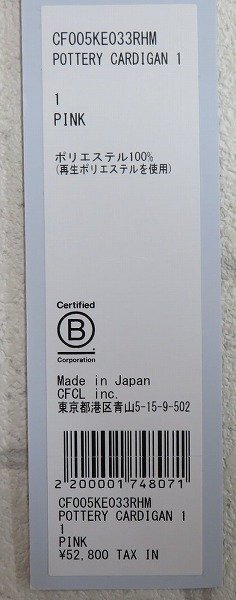 CF005KE033RHM
POTTERY CARDIGAN 1
1
PINK
ポリエステル100%
(再生ポリエステルを使用)
Certified
B
Corporation
Made in Japan
CFCL inc.
東京都港区青山5-15-9-502
2 200001 748071
CF005KE033RHM
POTTERY CARDIGAN 1
1
PINK
¥52,800 TAX IN